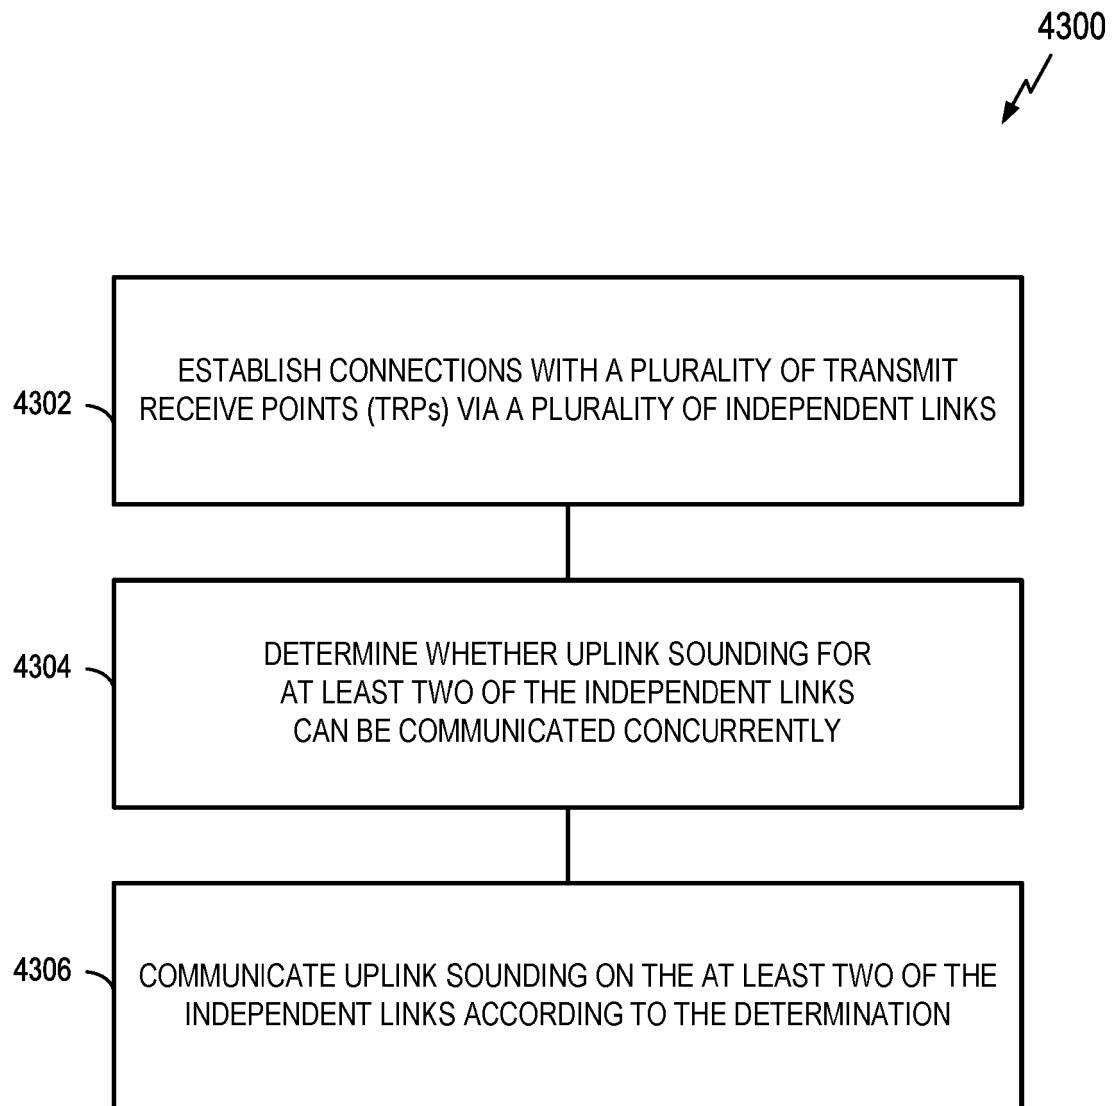 4300
4302
ESTABLISH CONNECTIONS WITH A PLURALITY OF TRANSMIT
RECEIVE POINTS (TRPs) VIA A PLURALITY OF INDEPENDENT LINKS
4304
DETERMINE WHETHER UPLINK SOUNDING FOR
AT LEAST TWO OF THE INDEPENDENT LINKS
CAN BE COMMUNICATED CONCURRENTLY
4306
COMMUNICATE UPLINK SOUNDING ON THE AT LEAST TWO OF THE
INDEPENDENT LINKS ACCORDING TO THE DETERMINATION